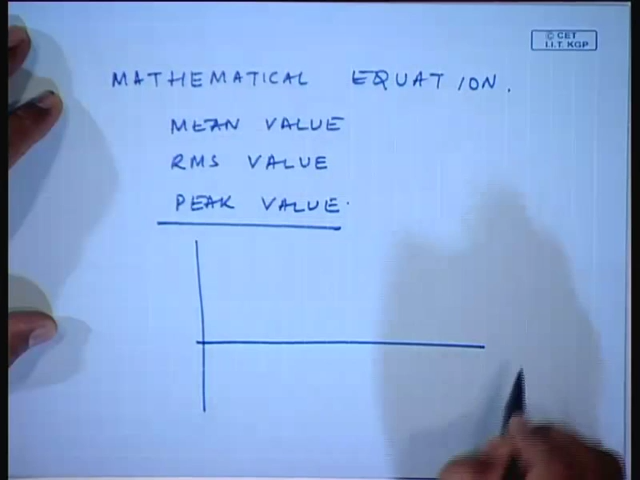 © CET
I.I.T. KGP
MATHEMATICAL EQUATION.
MEAN VALUE
RMS VALUE
PEAK VALUE.